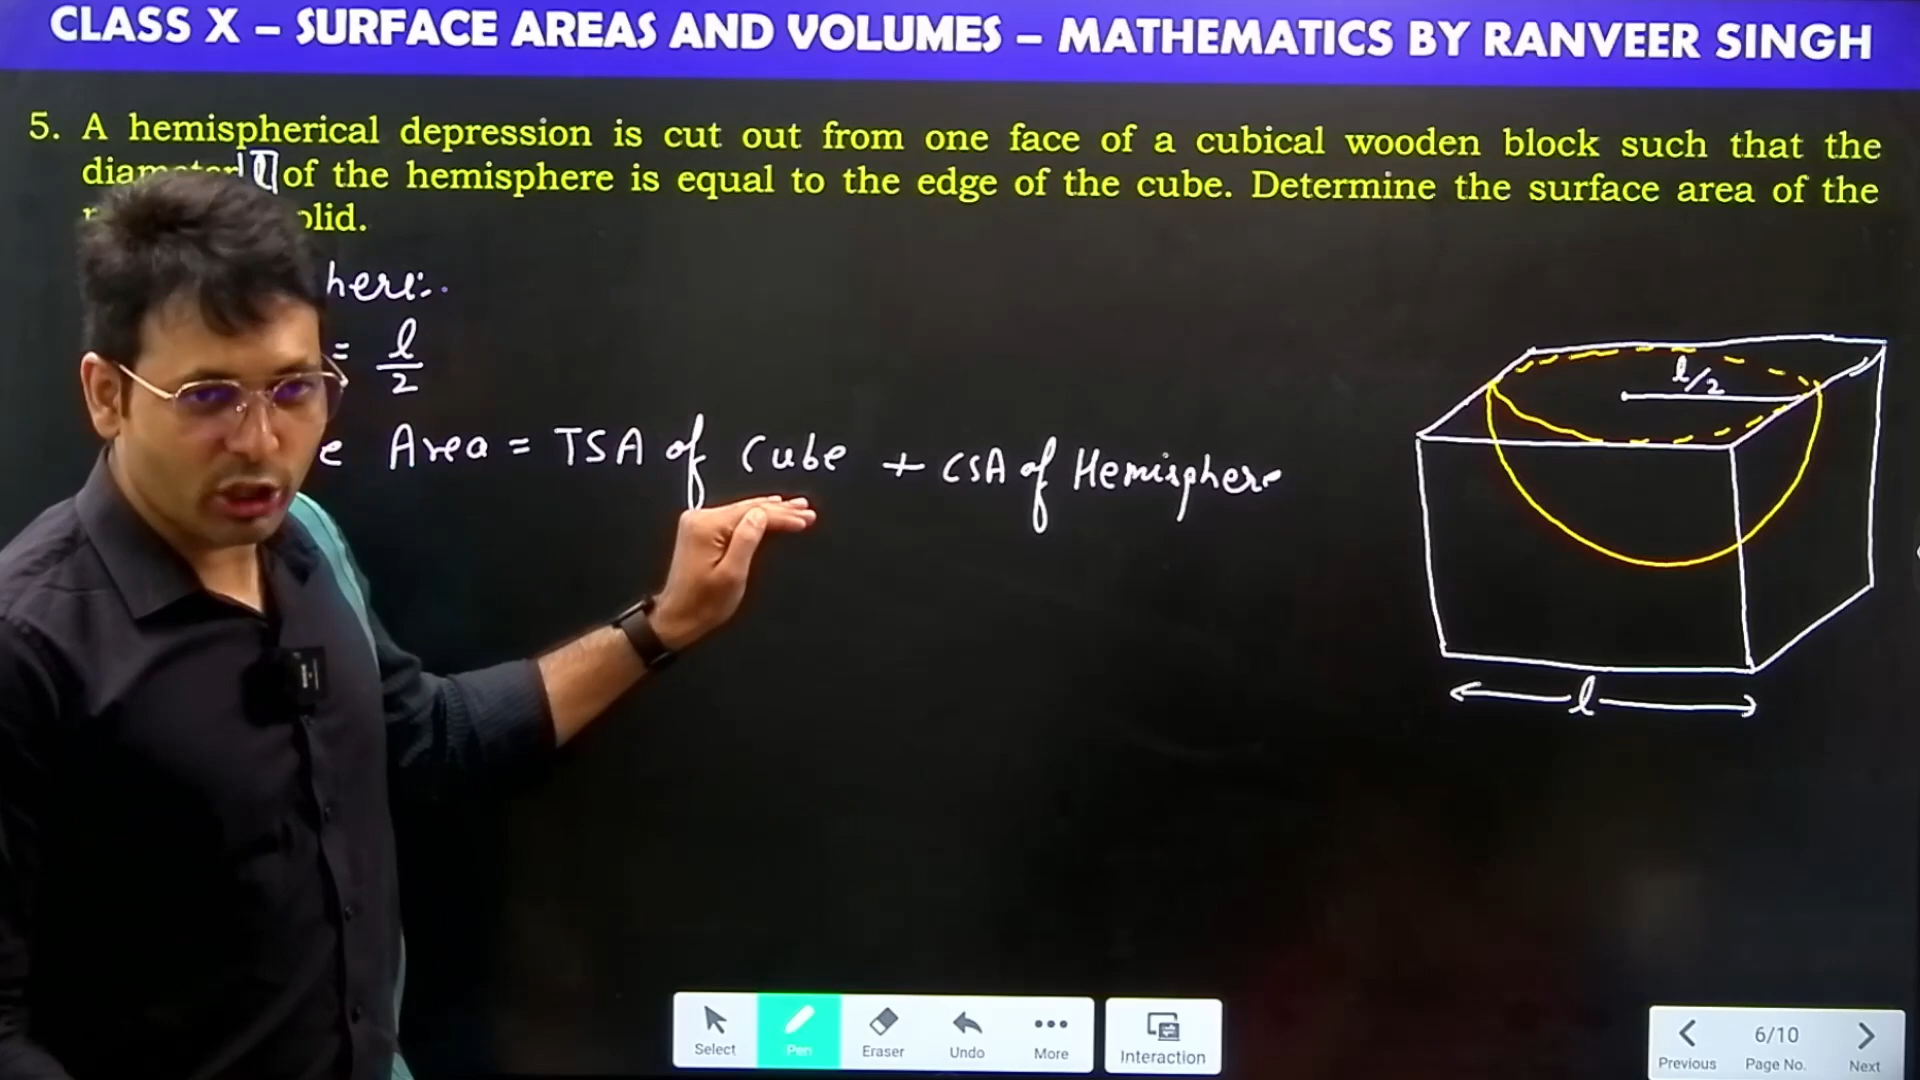 CLASS X – SURFACE AREAS AND VOLUMES – MATHEMATICS BY RANVEER SINGH
5. A hemispherical depression is cut out from one face of a cubical wooden block such that the
l of the hemisphere is equal to the edge of the cube. Determine the surface area of the
here:
= l/2
Area = TSA of Cube + CSA of Hemisphere
l/2
l
Select
Pen
Eraser
Undo
More
Interaction
Previous
6/10
Page No.
Next